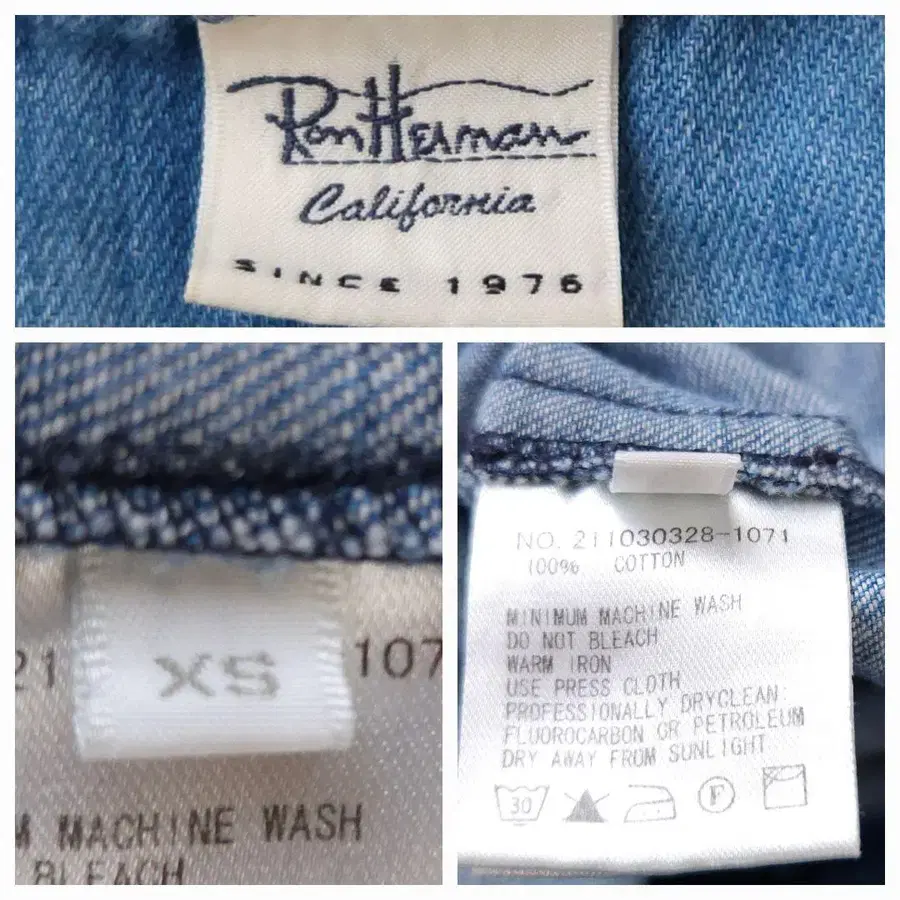 Ron Herman
California
SINCE 1976
XS
21
107
M MACHINE WASH
BLEACH
NO. 211030328-1071
100% COTTON
MINIMUM MACHINE WASH
DO NOT BLEACH
WARM IRON
USE PRESS CLOTH
PROFESSIONALLY DRYCLEAN:
FLUOROCARBON OR PETROLEUM
DRY AWAY FROM SUNLIGHT
30 F